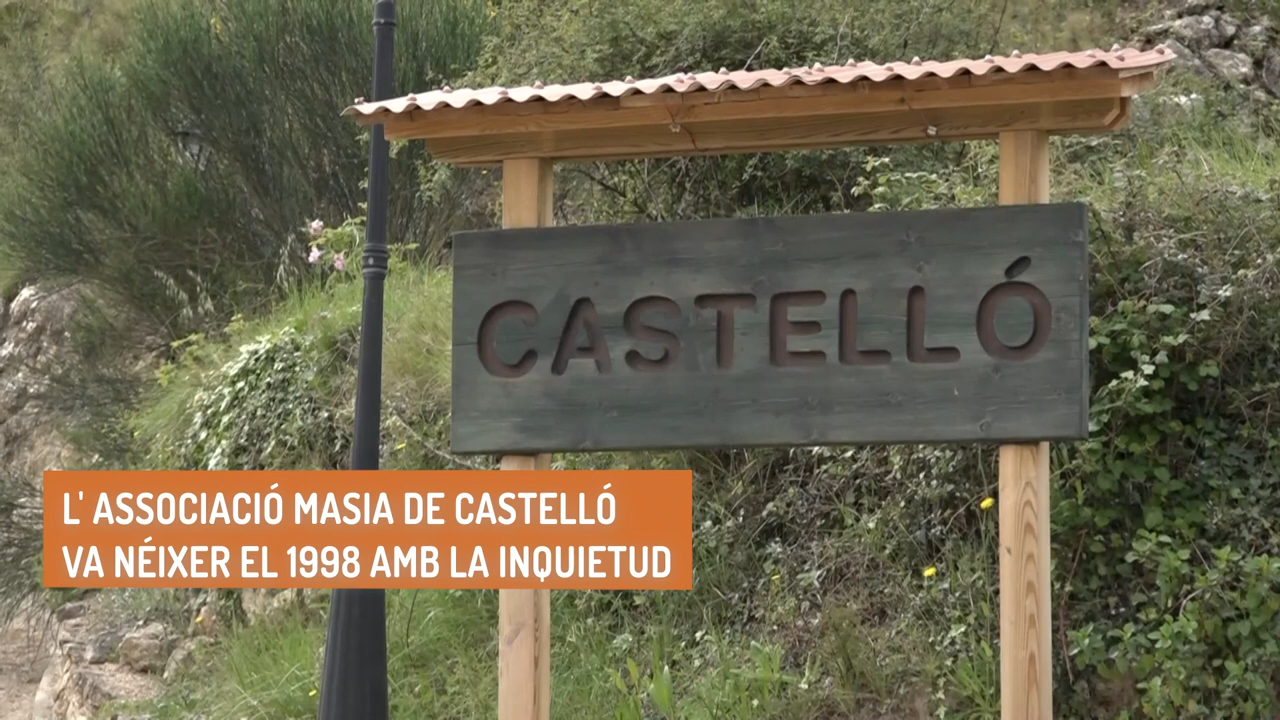 CASTELLÓ
L' ASSOCIACIÓ MASIA DE CASTELLÓ
VA NÉIXER EL 1998 AMB LA INQUIETUD